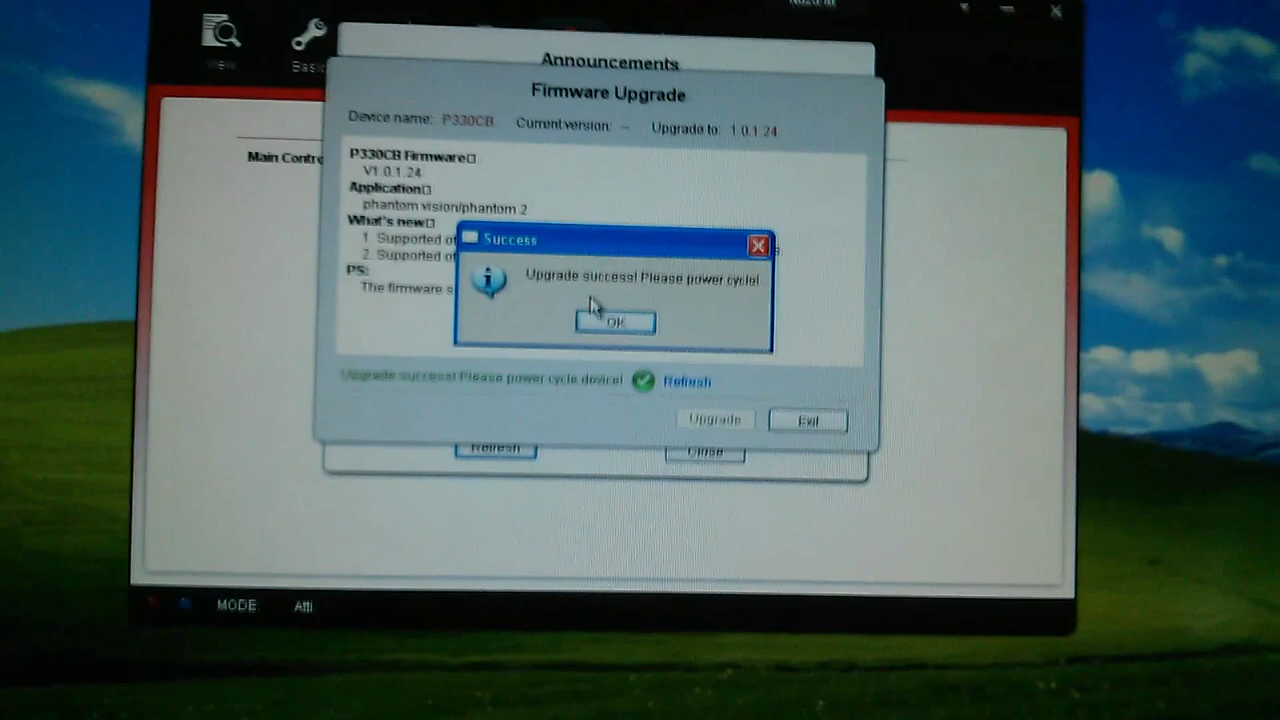 Basic
Announcements
Firmware Upgrade
Device name: P330CB Current version: -- Upgrade to: 1.0.1.24
Main Contro
P330CB Firmware□
V1.0.1.24
Application□
phantom vision/phantom 2
What's new□
1 Supported of
2. Supported of
PS:
The firmware s
Success
Upgrade success! Please power cycle!
OK
Upgrade success! Please power cycle device! Refresh
Upgrade Exit
Refresh Close
MODE: Atti.